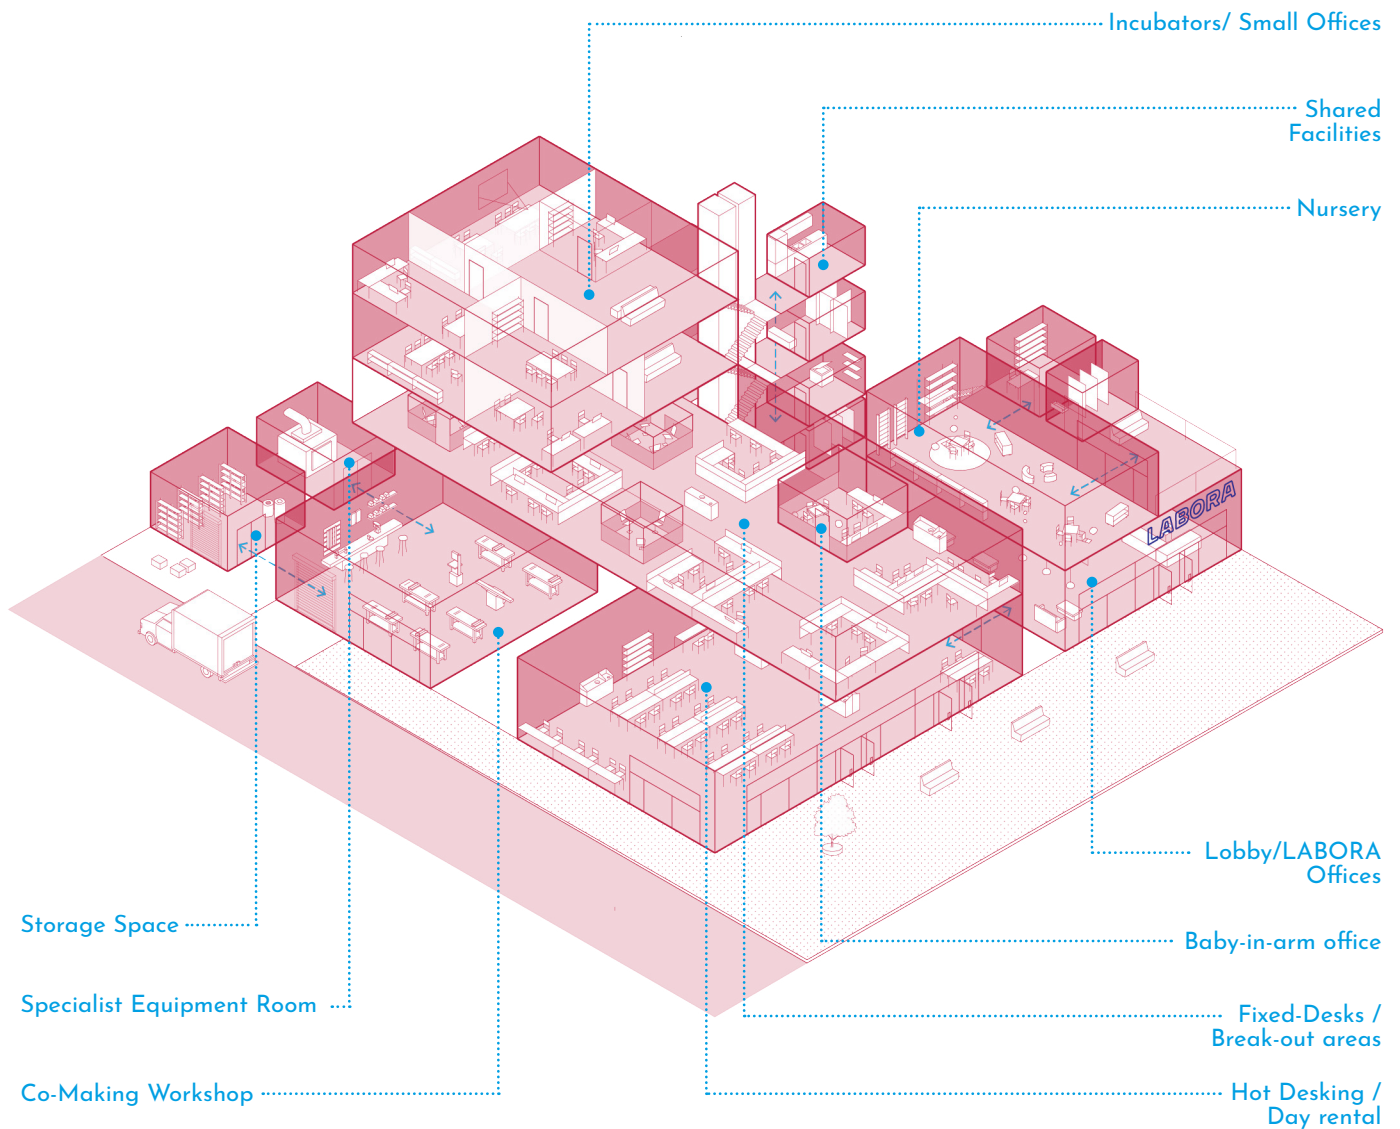 Incubators/ Small Offices
Shared
Facilities
Nursery
LABORA
Lobby/LABORA
Offices
Storage Space
Baby-in-arm office
Specialist Equipment Room
Fixed-Desks /
Break-out areas
Co-Making Workshop
Hot Desking /
Day rental